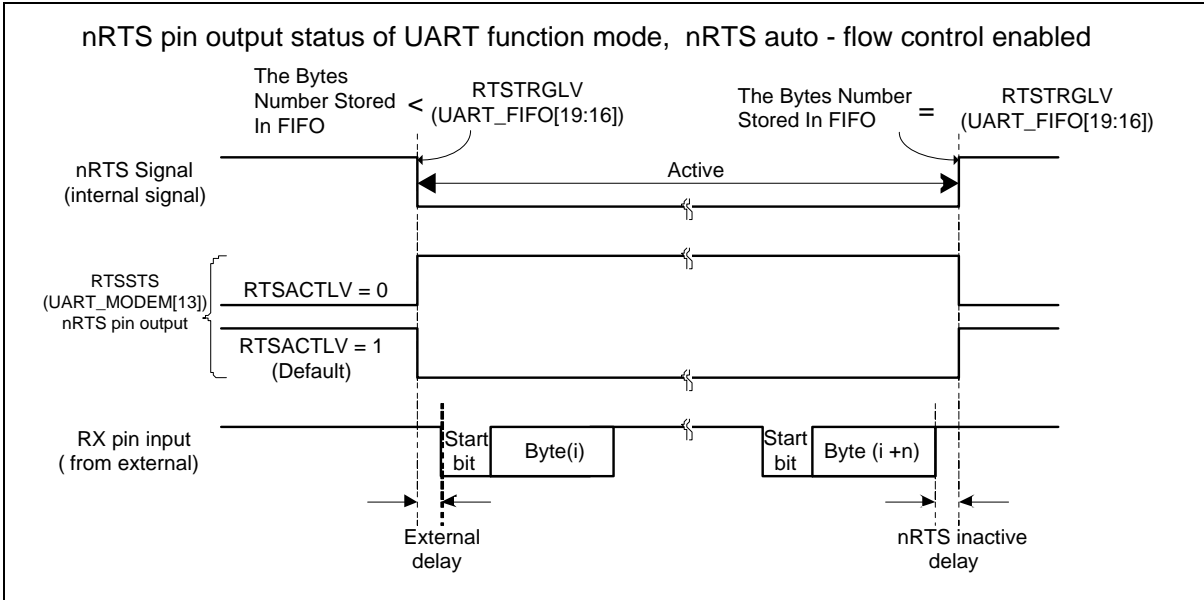 nRTS pin output status of UART function mode, nRTS auto - flow control enabled
The Bytes
Number Stored
In FIFO
<
RTSTRGLV
(UART_FIFO[19:16])
The Bytes Number
Stored In FIFO
=
RTSTRGLV
(UART_FIFO[19:16])
nRTS Signal
(internal signal)
Active
RTSSTS
(UART_MODEM[13])
nRTS pin output
RTSACTLV = 0
RTSACTLV = 1
(Default)
RX pin input
( from external)
Start
bit
Byte(i)
Start
bit
Byte (i +n)
External
delay
nRTS inactive
delay